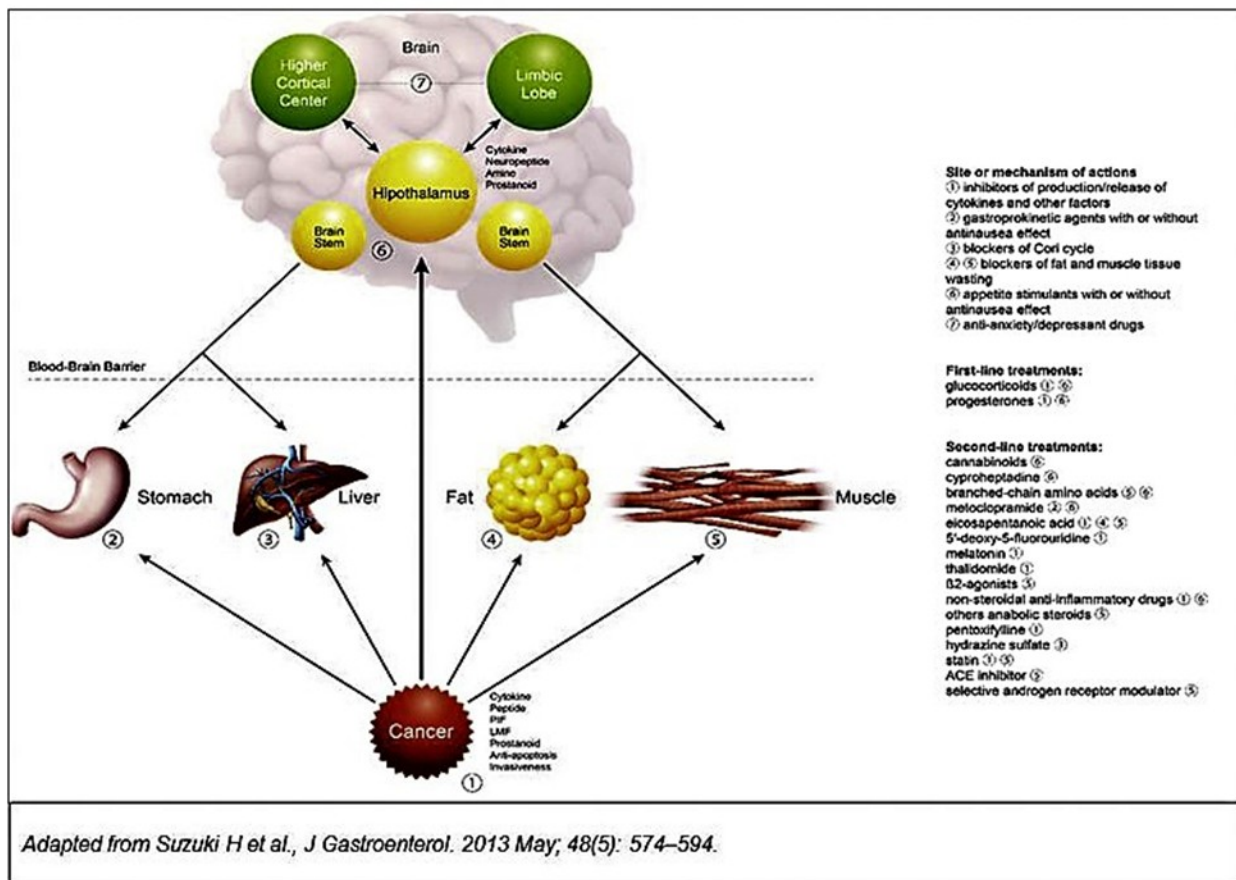 Brain
Higher
Cortical
Center
⑦
Limbic
Lobe
Cytokine
Neuropeptide
Amino
Prostanoid
Hipothalamus
Brain
Stem
⑥
Brain
Stem
Blood-Brain Barrier
Stomach
②
Liver
③
Fat
④
Muscle
⑤
Cancer
①
Cytokine
Peptide
PIF
LMF
Prostanoid
Anti-apoptosis
Invasiveness
Site or mechanism of actions
① inhibitors of production/release of
cytokines and other factors
② gastroprokinetic agents with or without
antinausea effect
③ blockers of Cori cycle
④ ⑤ blockers of fat and muscle tissue
wasting
⑥ appetite stimulants with or without
antinausea effect
⑦ anti-anxiety/depressant drugs
First-line treatments:
glucocorticoids ① ⑥
progesterones ① ⑥
Second-line treatments:
cannabinoids ⑥
cyproheptadine ⑥
branched-chain amino acids ⑤ ⑥
metoclopramide ② ⑥
eicosapentanoic acid ① ④ ⑤
5'-deoxy-5-fluorouridine ①
melatonin ①
thalidomide ①
ß2-agonists ⑤
non-steroidal anti-inflammatory drugs ① ⑥
others anabolic steroids ⑤
pentoxifylline ①
hydrazine sulfate ③
statin ① ⑤
ACE inhibitor ⑤
selective androgen receptor modulator ⑤
Adapted from Suzuki H et al., J Gastroenterol. 2013 May; 48(5): 574–594.